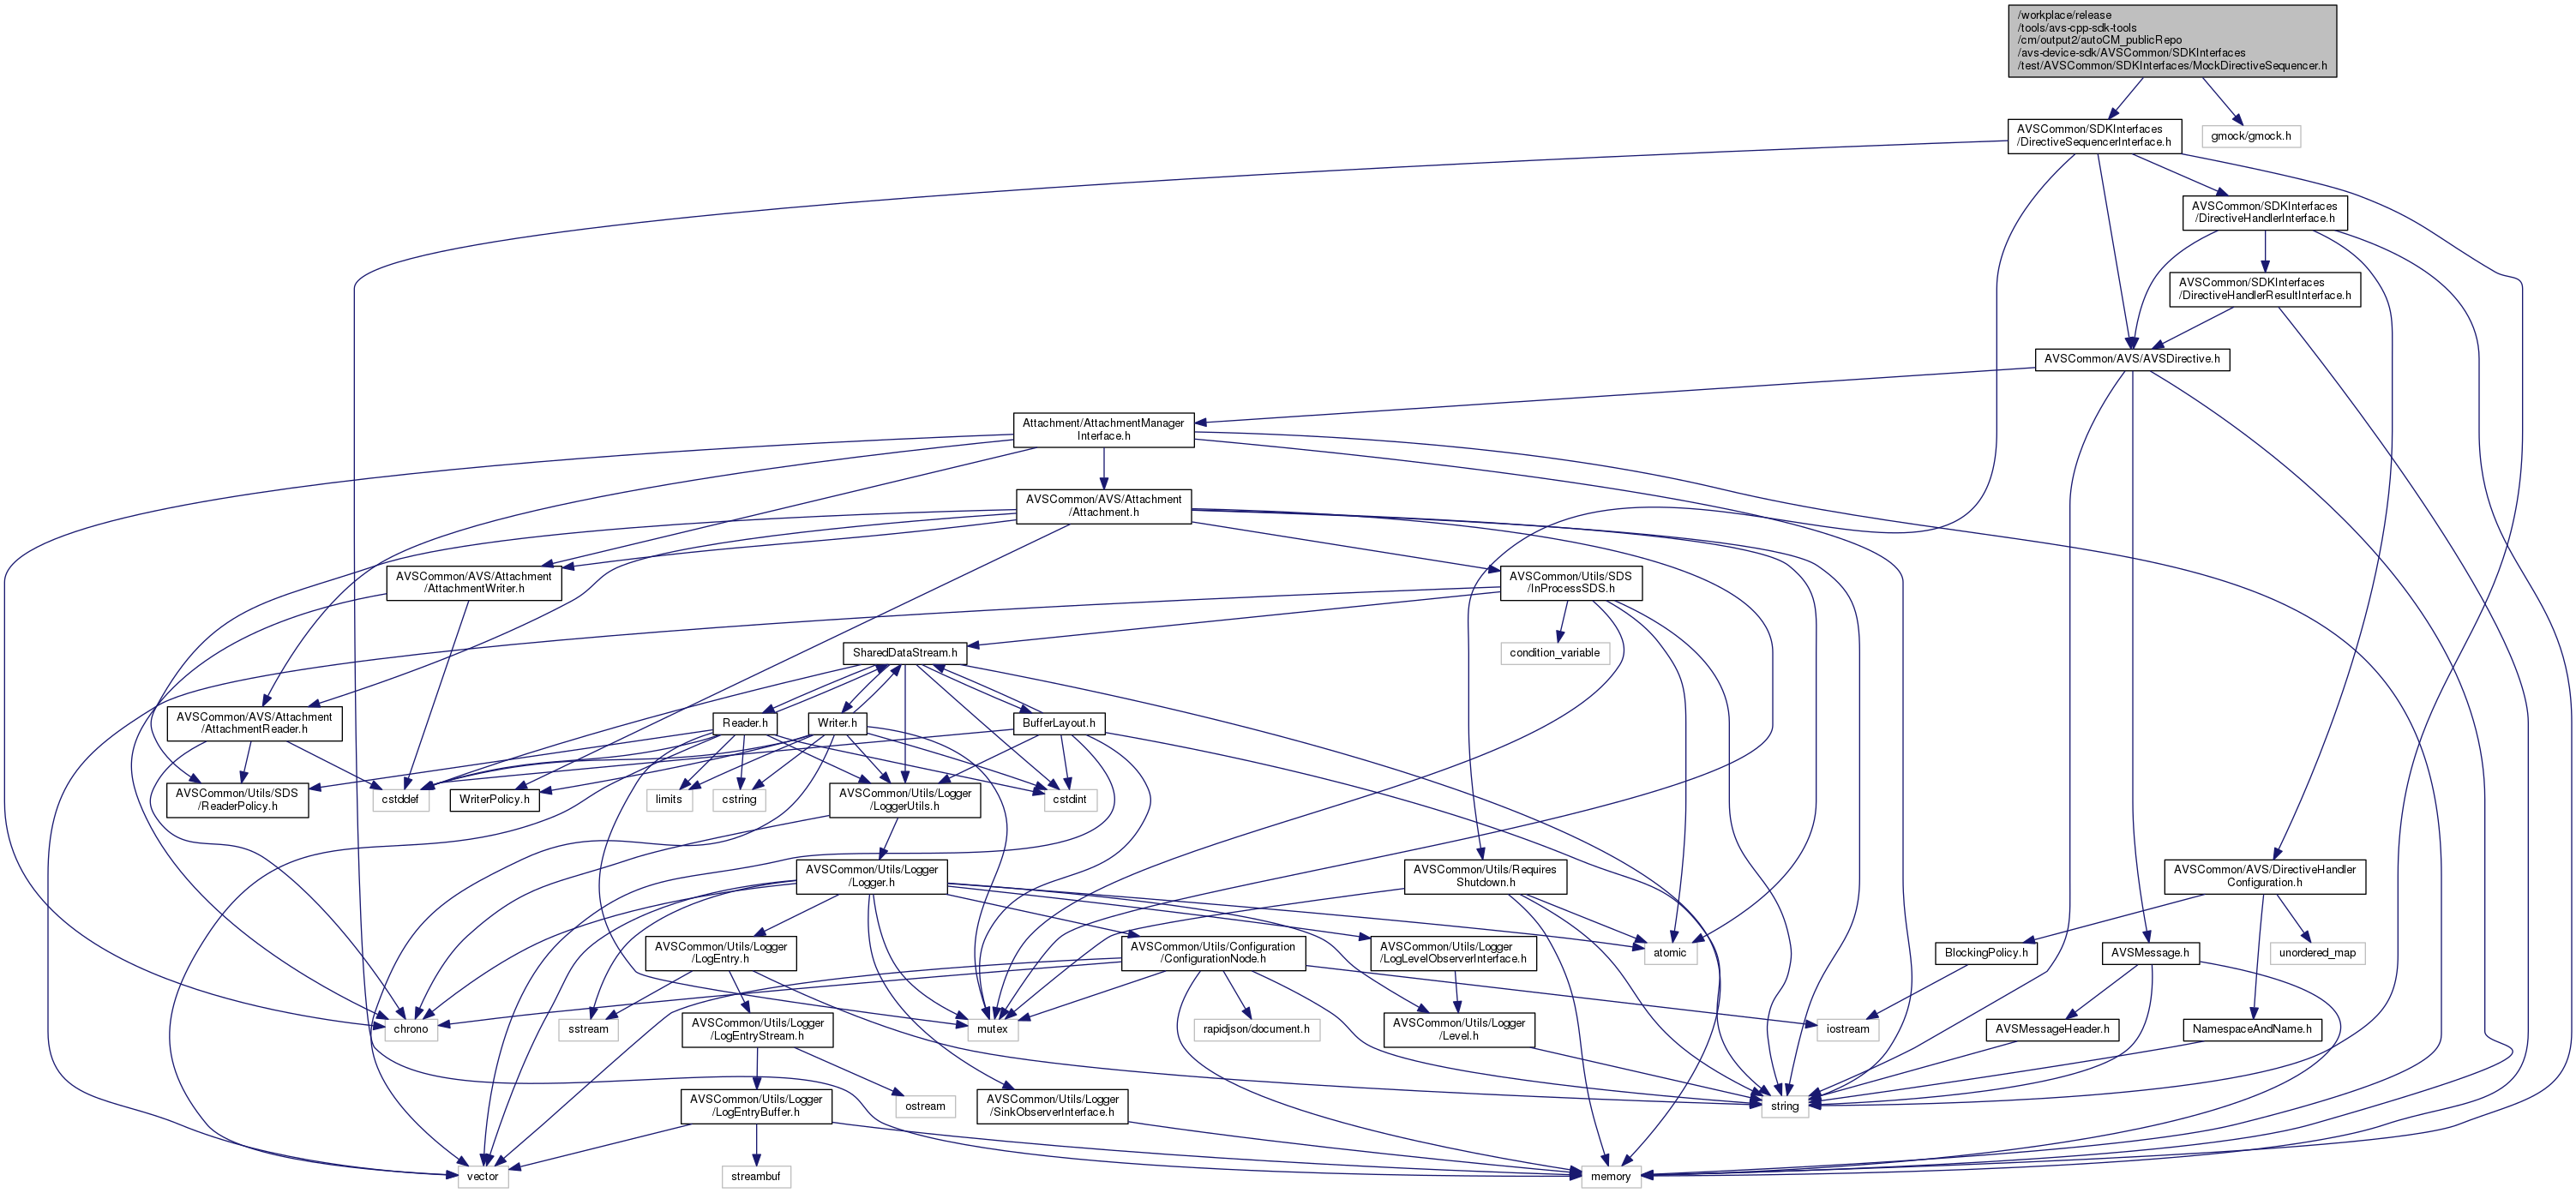 /workplace/release
/tools/avs-cpp-sdk-tools
/cm/output2/autoCM_publicRepo
/avs-device-sdk/AVSCommon/SDKInterfaces
/test/AVSCommon/SDKInterfaces/MockDirectiveSequencer.h
AVSCommon/SDKInterfaces
/DirectiveSequencerInterface.h
gmock/gmock.h
AVSCommon/SDKInterfaces
/DirectiveHandlerInterface.h
AVSCommon/SDKInterfaces
/DirectiveHandlerResultInterface.h
AVSCommon/AVS/AVSDirective.h
Attachment/AttachmentManager
Interface.h
AVSCommon/AVS/Attachment
/Attachment.h
AVSCommon/AVS/Attachment
/AttachmentWriter.h
AVSCommon/Utils/SDS
/InProcessSDS.h
SharedDataStream.h
condition_variable
AVSCommon/AVS/Attachment
/AttachmentReader.h
Reader.h
Writer.h
BufferLayout.h
AVSCommon/Utils/SDS
/ReaderPolicy.h
cstddef
WriterPolicy.h
limits
cstring
AVSCommon/Utils/Logger
/LoggerUtils.h
cstdint
AVSCommon/Utils/Logger
/Logger.h
AVSCommon/Utils/Requires
Shutdown.h
AVSCommon/AVS/DirectiveHandler
Configuration.h
AVSCommon/Utils/Logger
/LogEntry.h
AVSCommon/Utils/Configuration
/ConfigurationNode.h
AVSCommon/Utils/Logger
/LogLevelObserverInterface.h
atomic
BlockingPolicy.h
AVSMessage.h
unordered_map
chrono
sstream
AVSCommon/Utils/Logger
/LogEntryStream.h
mutex
rapidjson/document.h
AVSCommon/Utils/Logger
/Level.h
iostream
AVSMessageHeader.h
NamespaceAndName.h
AVSCommon/Utils/Logger
/LogEntryBuffer.h
ostream
AVSCommon/Utils/Logger
/SinkObserverInterface.h
string
vector
streambuf
memory